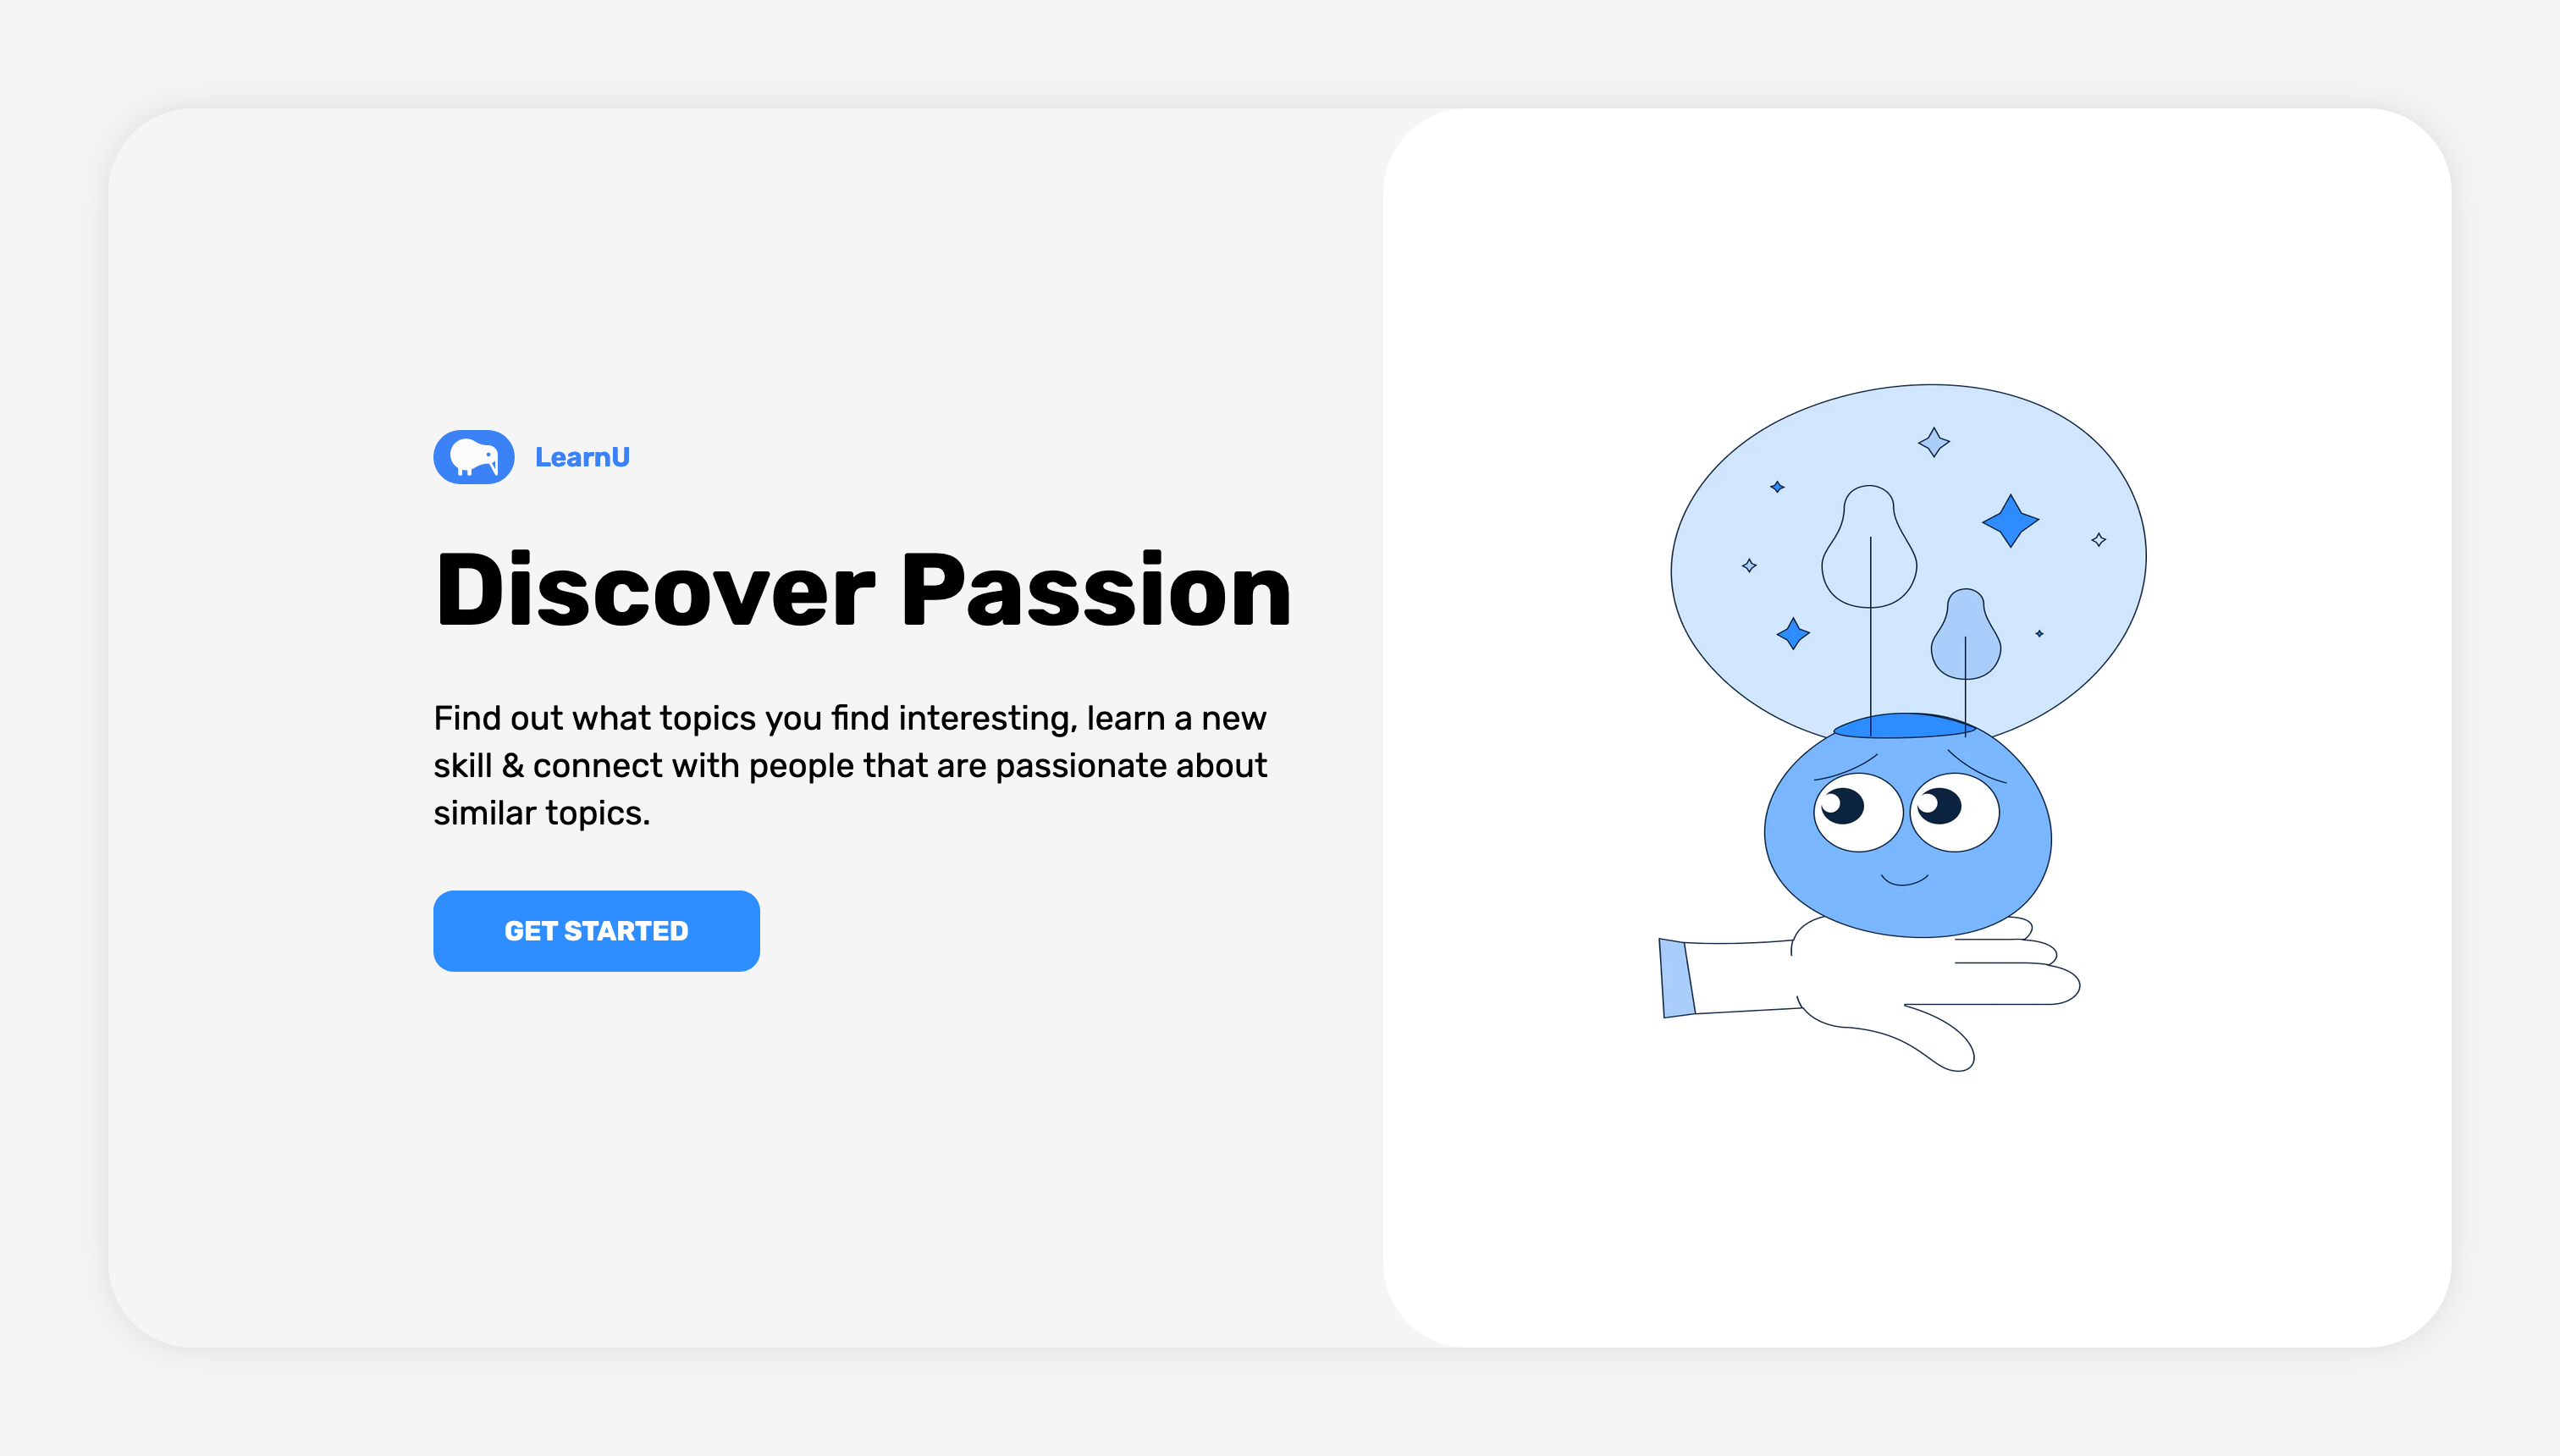 LearnU
Discover Passion
Find out what topics you find interesting, learn a new
skill & connect with people that are passionate about
similar topics.
GET STARTED